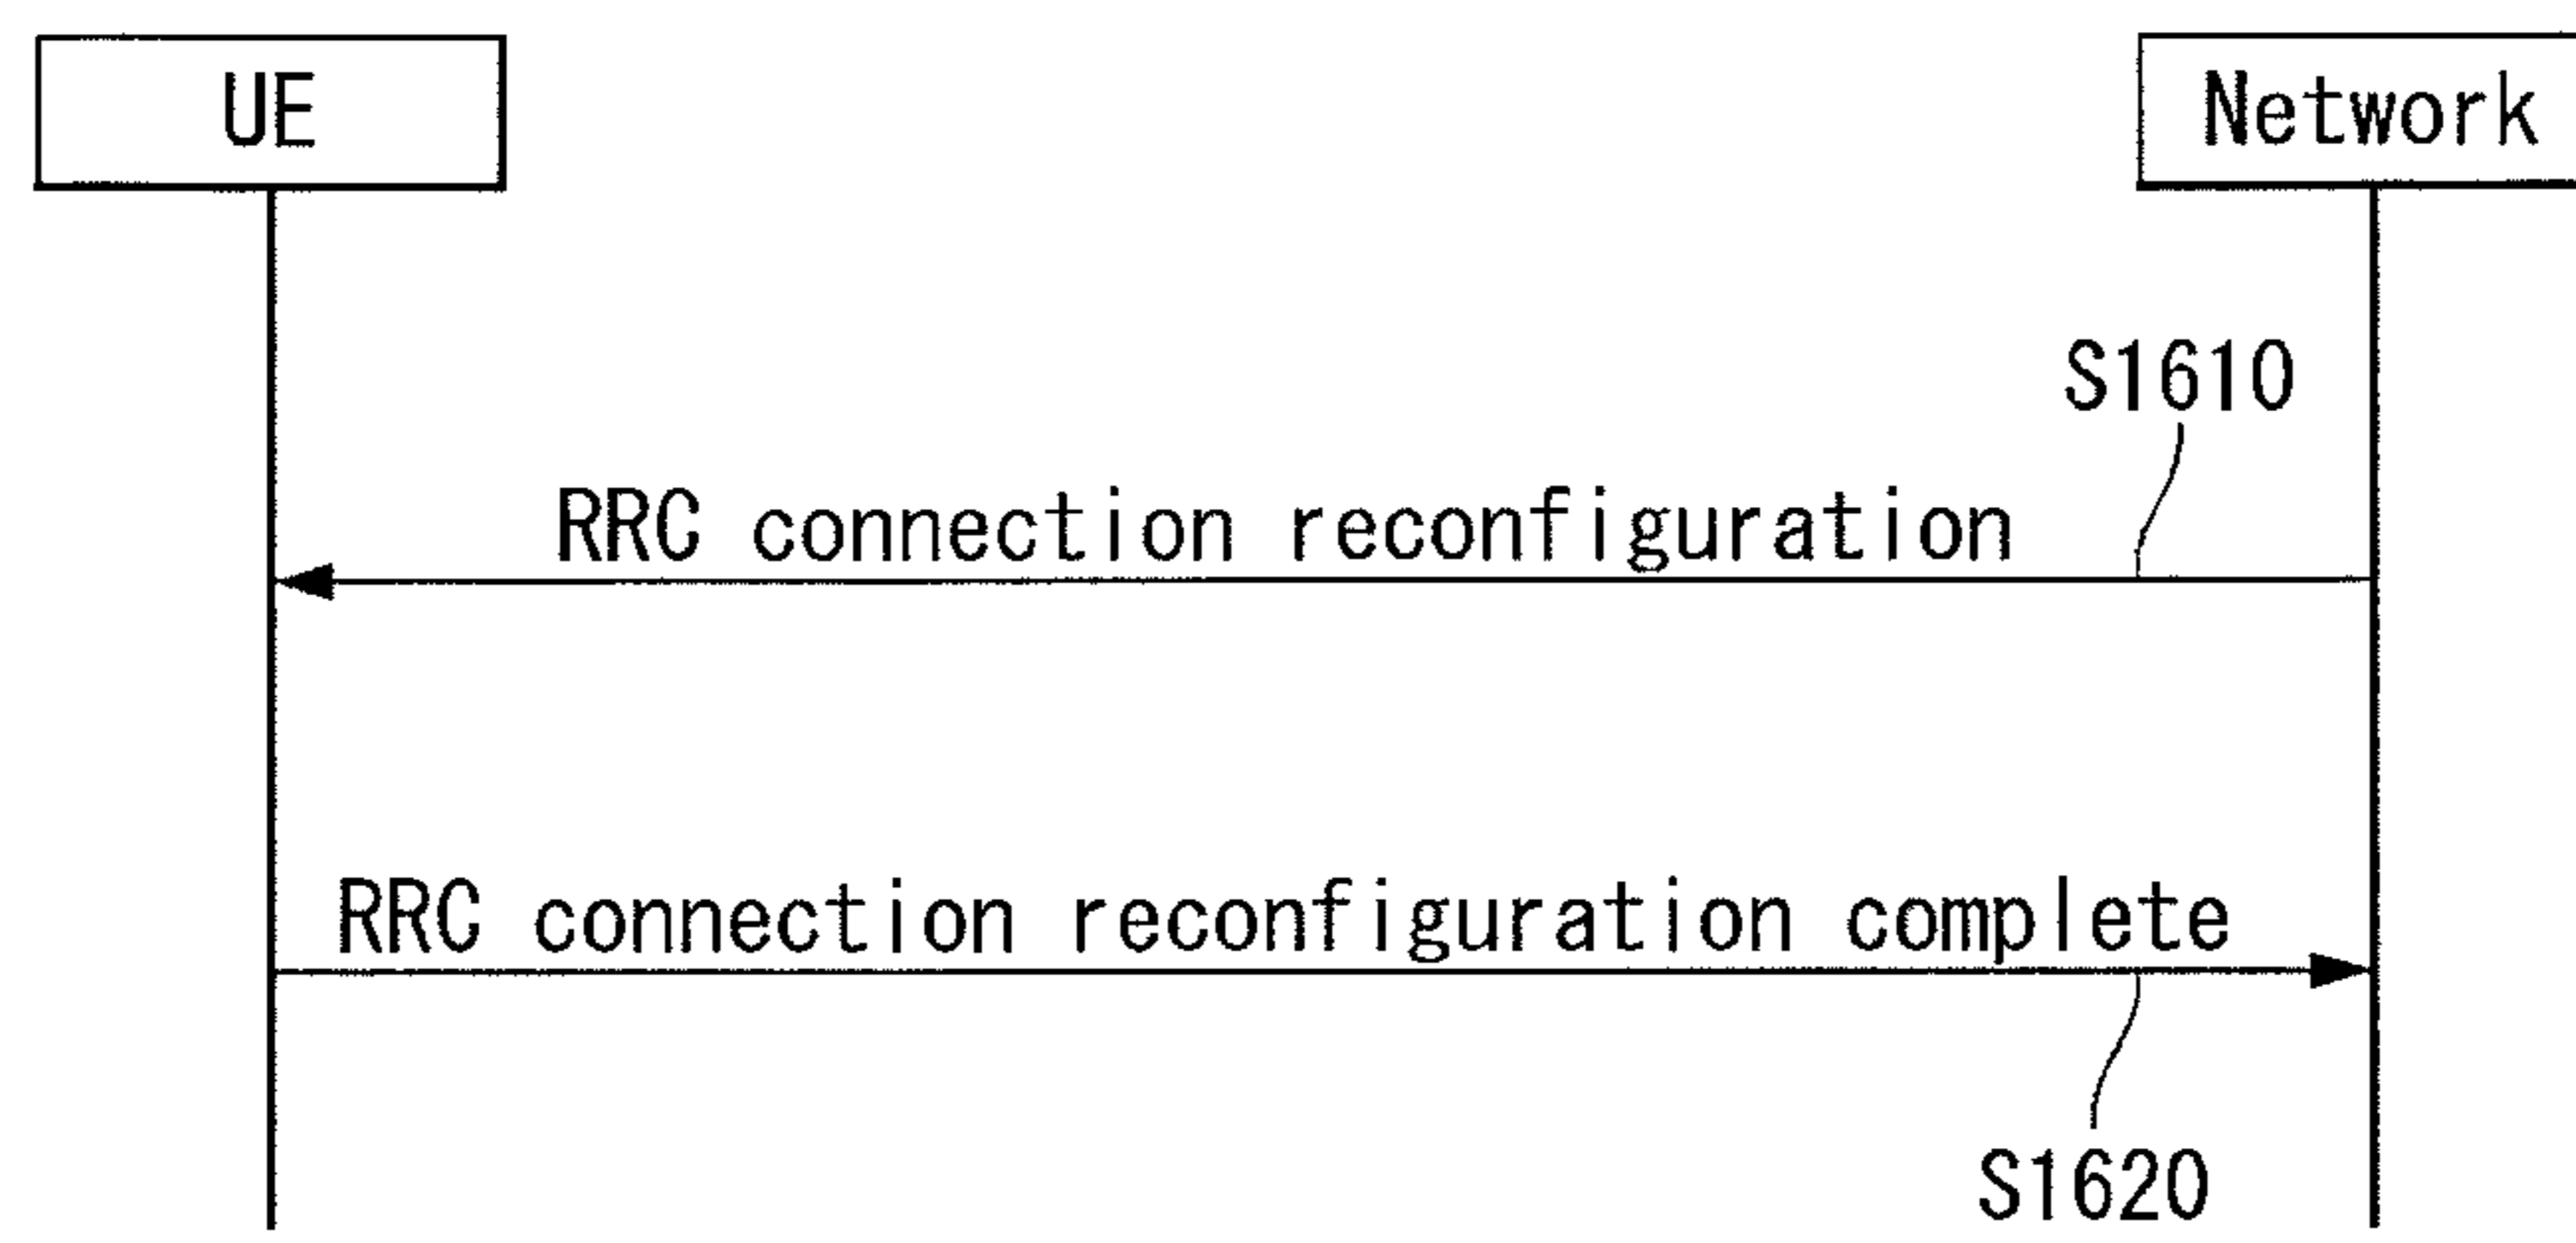 UE
Network
S1610
RRC connection reconfiguration
RRC connection reconfiguration complete
S1620